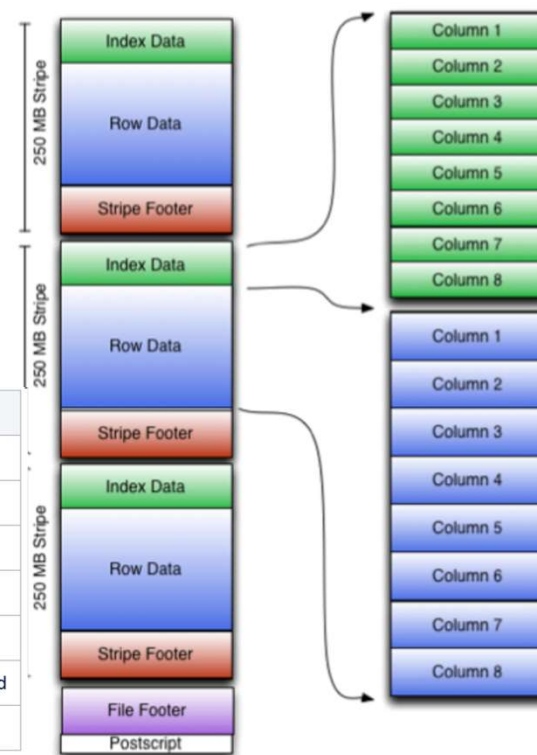 250 MB Stripe
Index Data
Row Data
Stripe Footer
250 MB Stripe
Index Data
Row Data
Stripe Footer
250 MB Stripe
Index Data
Row Data
Stripe Footer
File Footer
Postscript
d
Column 1
Column 2
Column 3
Column 4
Column 5
Column 6
Column 7
Column 8
Column 1
Column 2
Column 3
Column 4
Column 5
Column 6
Column 7
Column 8